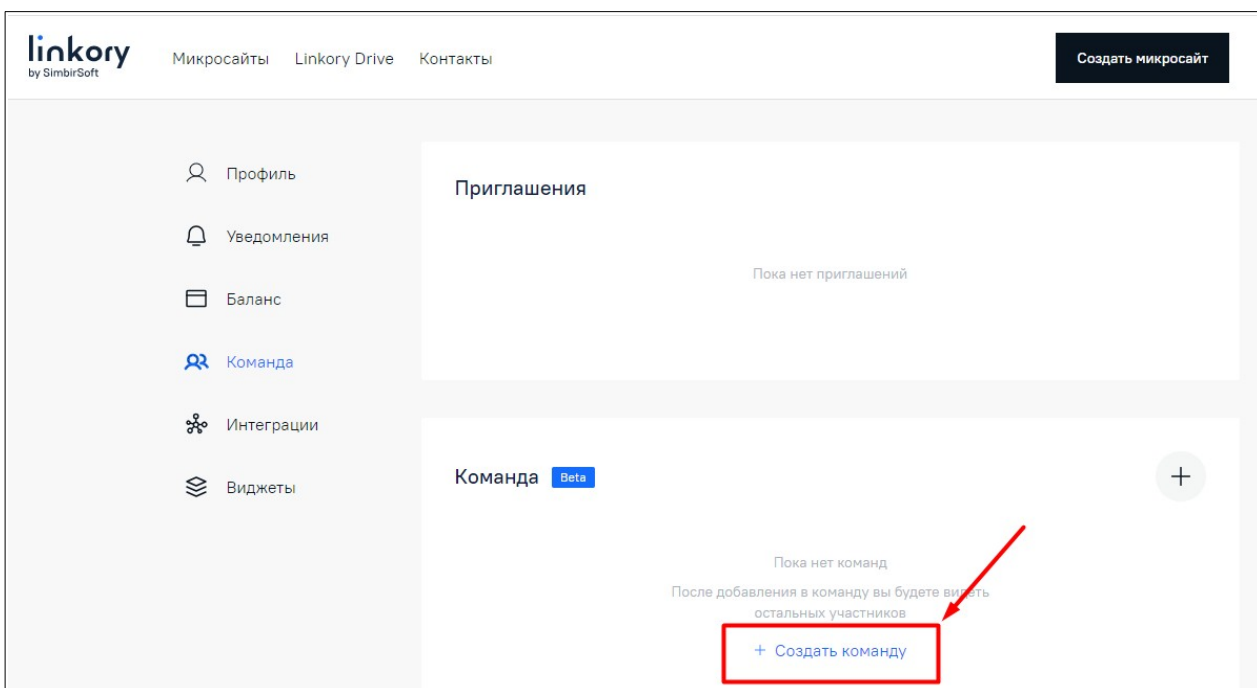 linkory
by SimbirSoft
Микросайты Linkory Drive Контакты
Создать микросайт
Профиль
Уведомления
Баланс
Команда
Интеграции
Виджеты
Приглашения
Пока нет приглашений
Команда Beta
+
Пока нет команд
После добавления в команду вы будете видеть
остальных участников
+ Создать команду